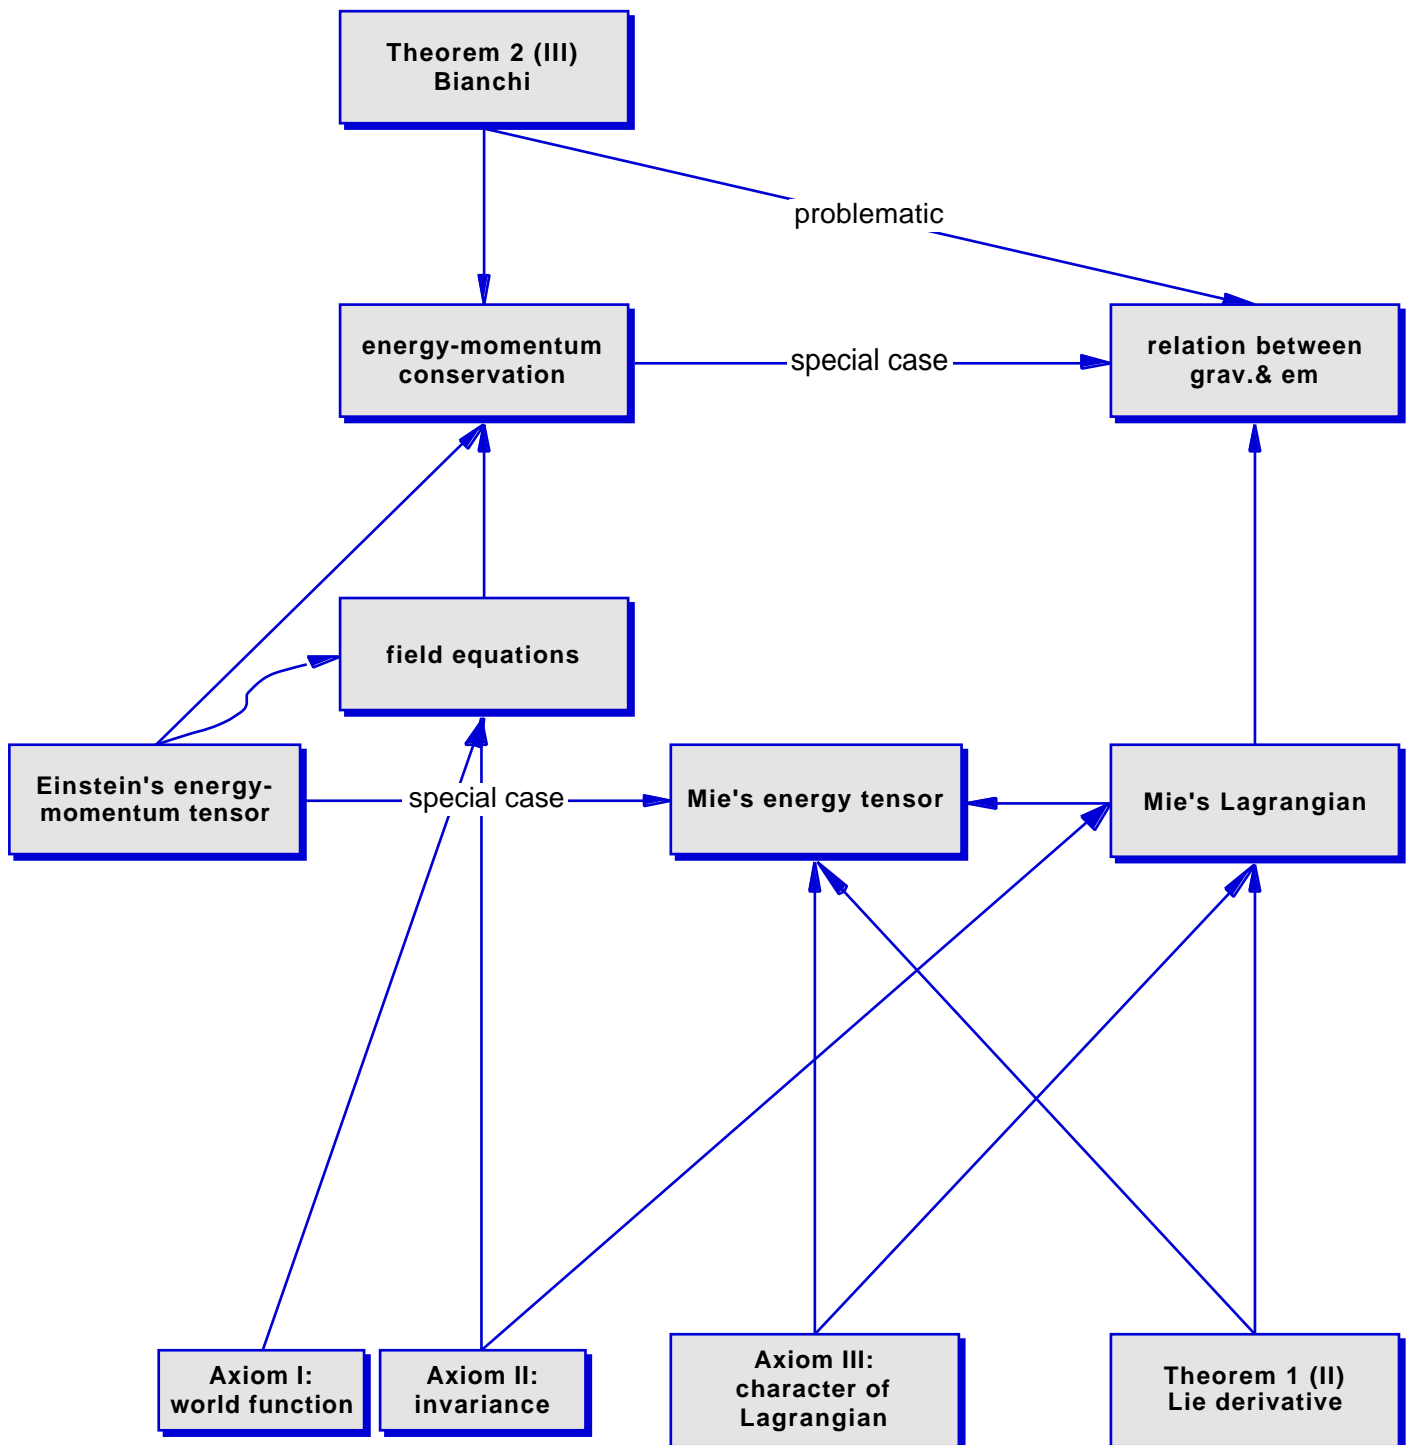 Theorem 2 (III)
Bianchi
problematic
energy-momentum
conservation
special case
relation between
grav.& em
field equations
Einstein's energy-
momentum tensor
special case
Mie's energy tensor
Mie's Lagrangian
Axiom I:
world function
Axiom II:
invariance
Axiom III:
character of
Lagrangian
Theorem 1 (II)
Lie derivative